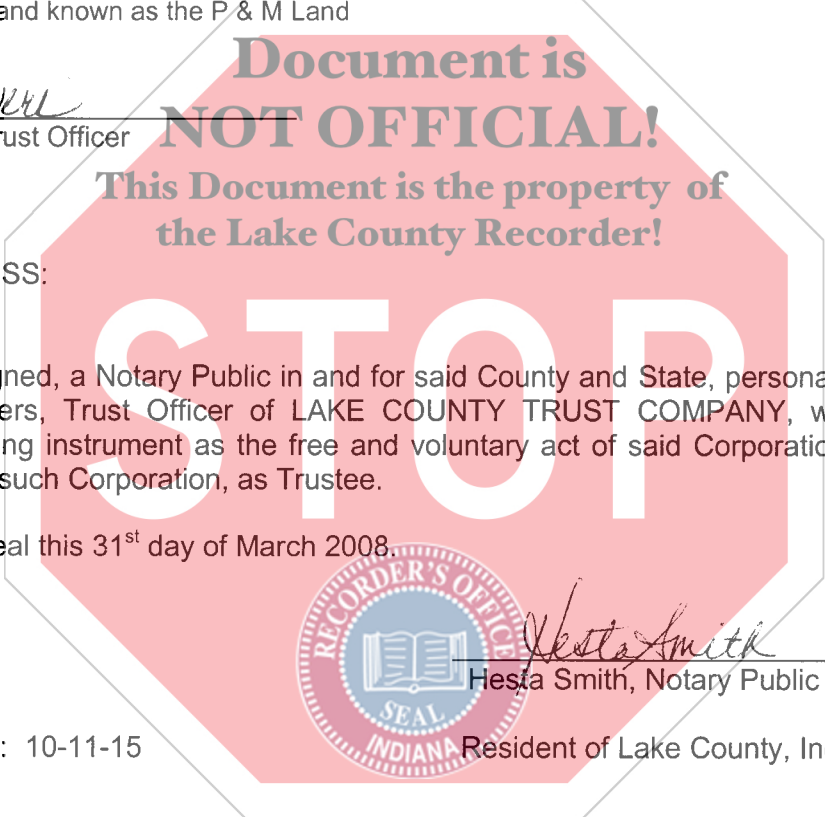 and known as the P & M Land
Document is
NOT OFFICIAL!
rust Officer
This Document is the property of
the Lake County Recorder!
SS:
STOP
gned, a Notary Public in and for said County and State, persona
ers, Trust Officer of LAKE COUNTY TRUST COMPANY, w
ng instrument as the free and voluntary act of said Corporatio
such Corporation, as Trustee.
eal this 31st day of March 2008.
RECORDER'S OFFICE
SEAL
INDIANA
Hesta Smith
Hesta Smith, Notary Public
: 10-11-15
Resident of Lake County, In